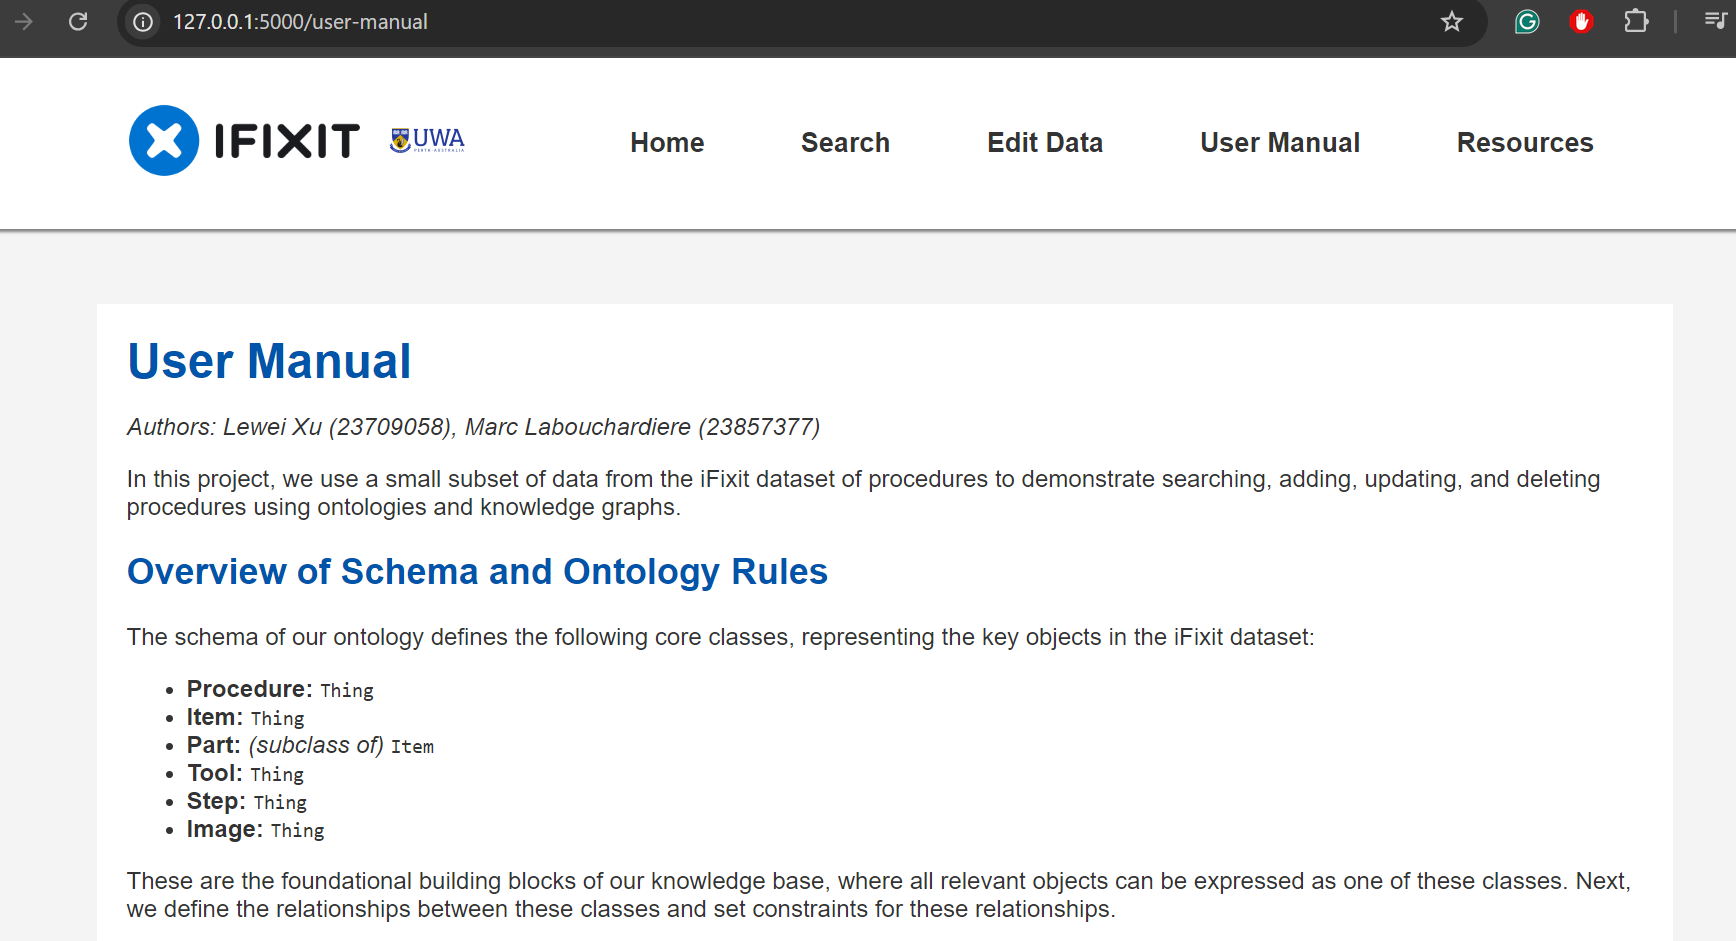 127.0.0.1:5000/user-manual
IFIXIT
UWA
Home
Search
Edit Data
User Manual
Resources
User Manual
Authors: Lewei Xu (23709058), Marc Labouchardiere (23857377)
In this project, we use a small subset of data from the iFixit dataset of procedures to demonstrate searching, adding, updating, and deleting
procedures using ontologies and knowledge graphs.
Overview of Schema and Ontology Rules
The schema of our ontology defines the following core classes, representing the key objects in the iFixit dataset:
• Procedure: Thing
• Item: Thing
• Part: (subclass of) Item
• Tool: Thing
• Step: Thing
• Image: Thing
These are the foundational building blocks of our knowledge base, where all relevant objects can be expressed as one of these classes. Next,
we define the relationships between these classes and set constraints for these relationships.